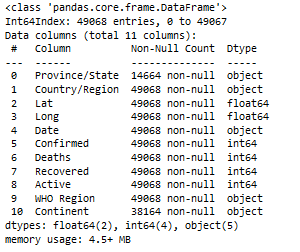 <class 'pandas.core.frame.DataFrame'>
Int64Index: 49068 entries, 0 to 49067
Data columns (total 11 columns):
 #   Column          Non-Null Count  Dtype
---  ------          --------------  -----
 0   Province/State  14664 non-null  object
 1   Country/Region  49068 non-null  object
 2   Lat             49068 non-null  float64
 3   Long            49068 non-null  float64
 4   Date            49068 non-null  object
 5   Confirmed       49068 non-null  int64
 6   Deaths          49068 non-null  int64
 7   Recovered       49068 non-null  int64
 8   Active          49068 non-null  int64
 9   WHO Region      49068 non-null  object
 10  Continent       38164 non-null  object
dtypes: float64(2), int64(4), object(5)
memory usage: 4.5+ MB